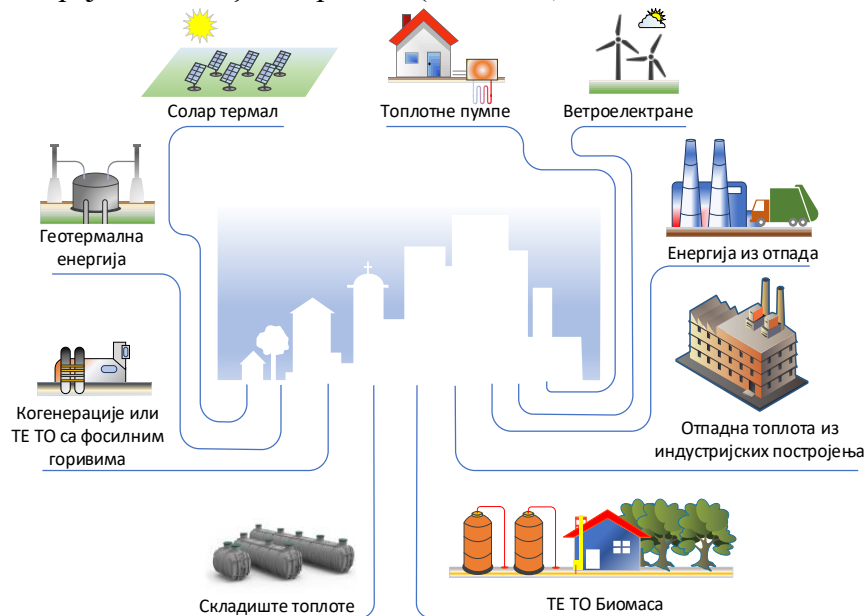 Солар термал
Топлотне пумпе
Ветроелектране
Геотермална
енергија
Енергија из отпада
Когенерације или
ТЕ ТО са фосилним
горивима
Отпадна топлота из
индустријских постројења
Складиште топлоте
ТЕ ТО Биомаса